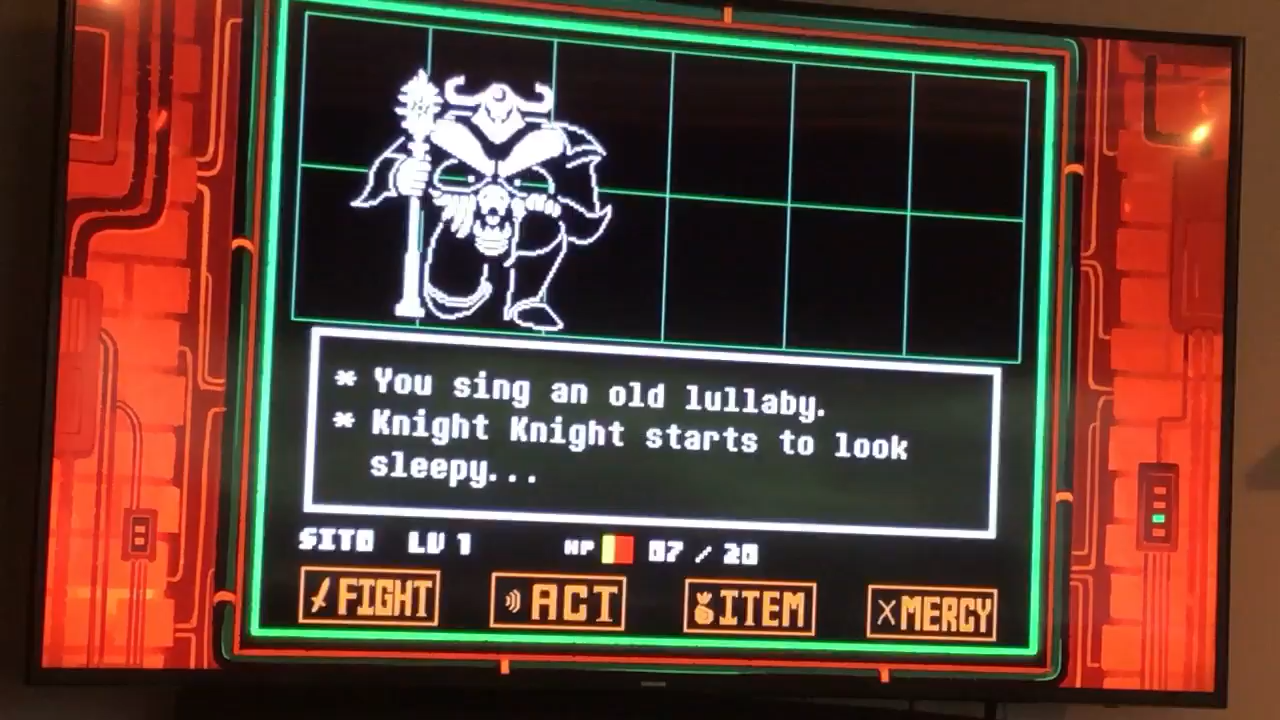 * You sing an old lullaby.
* Knight Knight starts to look
sleepy...
SITO LV 1 HP 07 / 20
FIGHT ACT ITEM MERCY